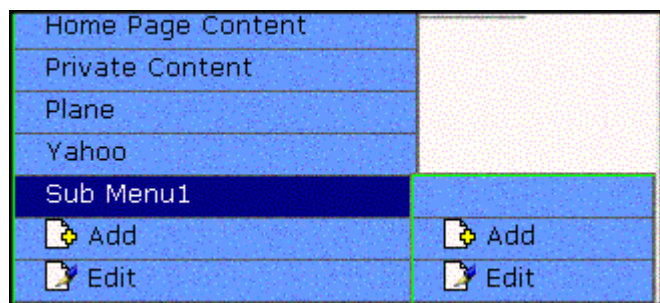 Home Page Content
Private Content
Plane
Yahoo
Sub Menu1
Add
Add
Edit
Edit